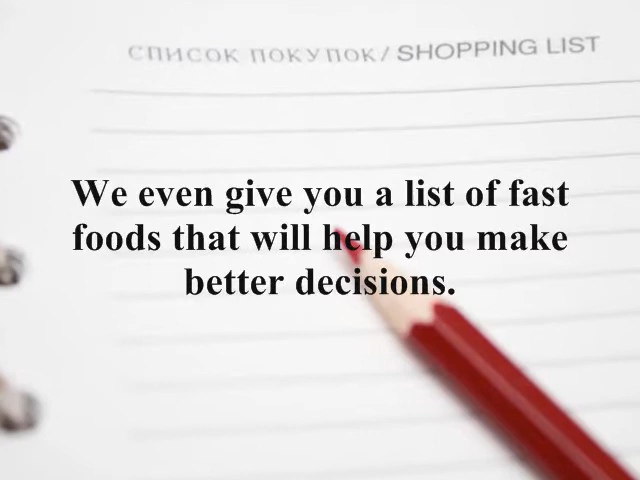 СПИСОК ПОКУПОК/ SHOPPING LIST
We even give you a list of fast
foods that will help you make
better decisions.